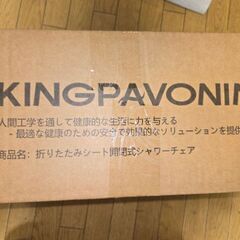 KINGPAVONIN
人間工学を通して健康的な生活に力を与える
- 最適な健康のための安全で効果的なソリューションを提供
商品名: 折りたたみシート開閉式シャワーチェア